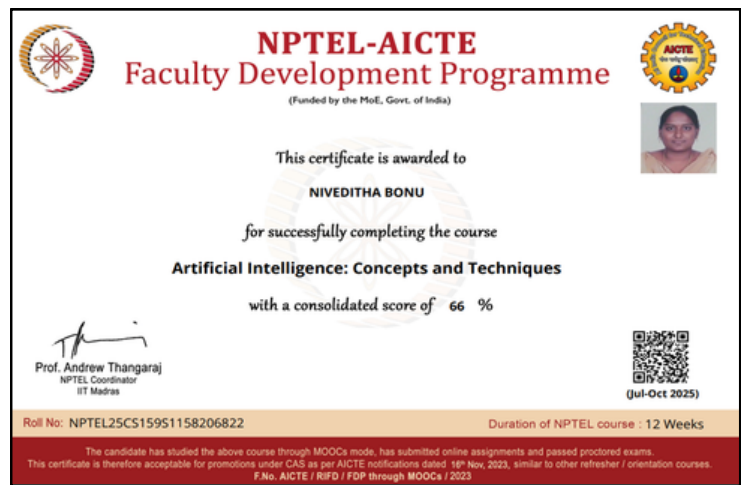 NPTEL-AICTE
Faculty Development Programme
(Funded by the MoE, Govt. of India)
AICTE
This certificate is awarded to
NIVEDITHA BONU
for successfully completing the course
Artificial Intelligence: Concepts and Techniques
with a consolidated score of 66 %
Prof. Andrew Thangaraj
NPTEL Coordinator
IIT Madras
(Jul-Oct 2025)
Roll No: NPTEL25CS159S1158206822
Duration of NPTEL course : 12 Weeks
The candidate has studied the above course through MOOCs mode, has submitted online assignments and passed proctored exams.
This certificate is therefore acceptable for promotions under CAS as per AICTE notifications dated 16th Nov, 2023, similar to other refresher / orientation courses.
F.No. AICTE / RIFD / FDP through MOOCs / 2023